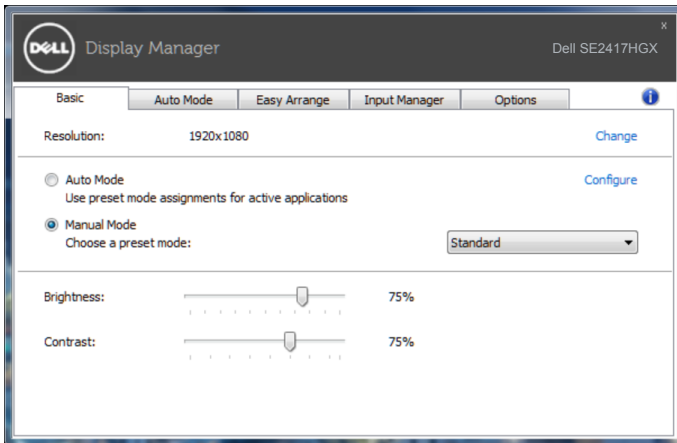 x
DELL Display Manager Dell SE2417HGX
Basic Auto Mode Easy Arrange Input Manager Options i
Resolution: 1920x1080 Change
Auto Mode Configure
Use preset mode assignments for active applications
Manual Mode
Choose a preset mode: Standard
Brightness: 75%
Contrast: 75%